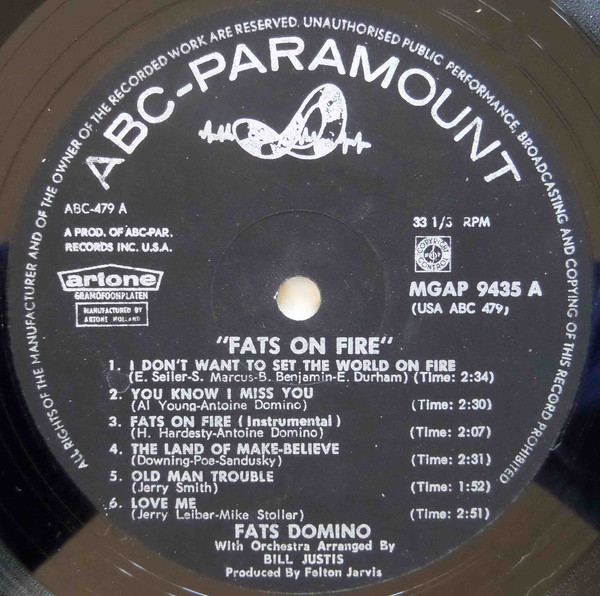 ALL RIGHTS OF THE MANUFACTURER AND OF THE OWNER OF THE RECORDED WORK ARE RESERVED. UNAUTHORISED PUBLIC PERFORMANCE, BROADCASTING AND COPYING OF THIS RECORD PROHIBITED
ABC-PARAMOUNT
ABC-479 A
A PROD. OF ABC-PAR.
RECORDS INC. U.S.A.
artone
GRAMOFOONPLATEN
MANUFACTURED BY
ARTONE HOLLAND
33 1/3 RPM
COPYRIGHT
CONTROL
MGAP 9435 A
(USA ABC 479)
"FATS ON FIRE"
1. I DON'T WANT TO SET THE WORLD ON FIRE
(E. Seiler-S. Marcus-B. Benjamin-E. Durham) (Time: 2:34)
2. YOU KNOW I MISS YOU
(Al Young-Antoine Domino) (Time: 2:30)
3. FATS ON FIRE (Instrumental)
(H. Hardesty-Antoine Domino) (Time: 2:07)
4. THE LAND OF MAKE-BELIEVE
(Downing-Poe-Sandusky) (Time: 2:31)
5. OLD MAN TROUBLE
(Jerry Smith) (Time: 1:52)
6. LOVE ME
(Jerry Leiber-Mike Stoller) (Time: 2:51)
FATS DOMINO
With Orchestra Arranged By
BILL JUSTIS
Produced By Felton Jarvis